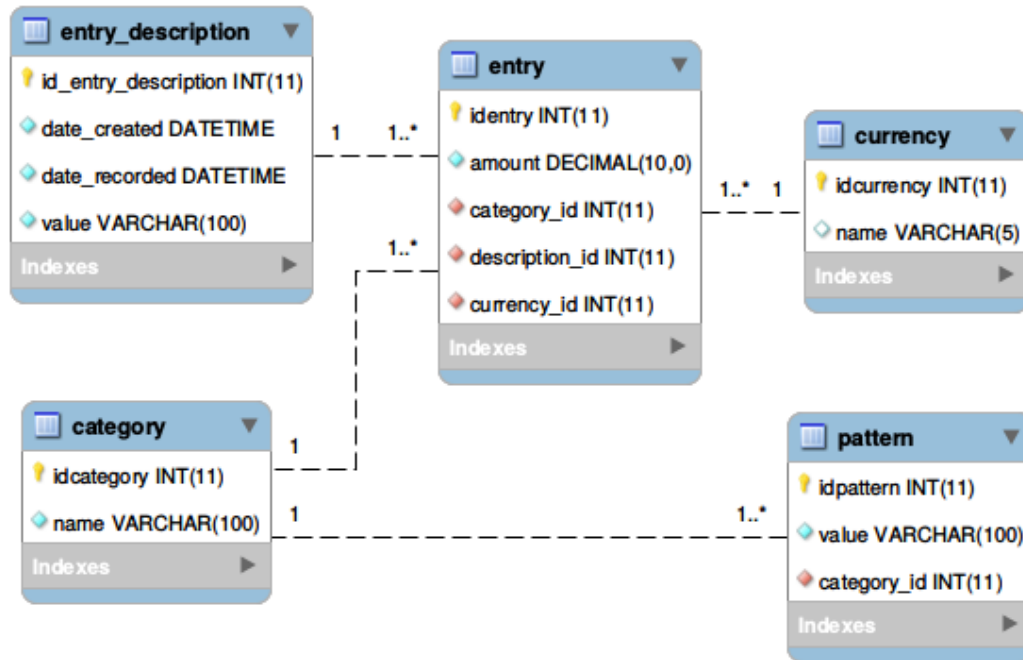 entry_description
id_entry_description INT(11)
date_created DATETIME
date_recorded DATETIME
value VARCHAR(100)
Indexes
1 1..*
entry
identry INT(11)
amount DECIMAL(10,0)
category_id INT(11)
description_id INT(11)
currency_id INT(11)
Indexes
1..* 1
currency
idcurrency INT(11)
name VARCHAR(5)
Indexes
1..*
1
category
idcategory INT(11)
name VARCHAR(100)
Indexes
1 1..*
pattern
idpattern INT(11)
value VARCHAR(100)
category_id INT(11)
Indexes